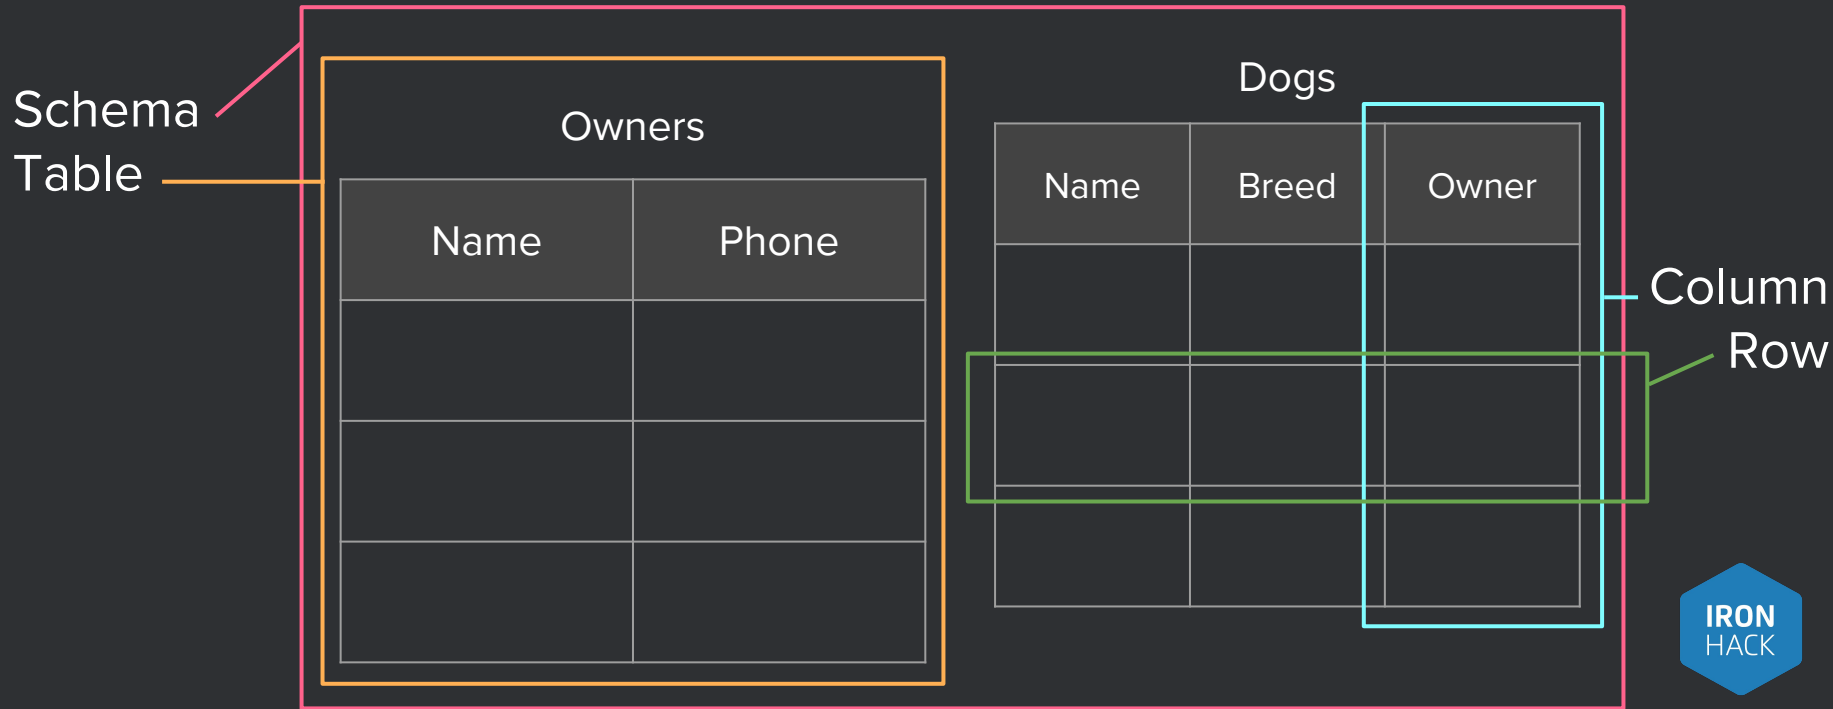 Schema
Table
Owners
Name Phone
Dogs
Name Breed Owner
Column
Row
IRON
HACK